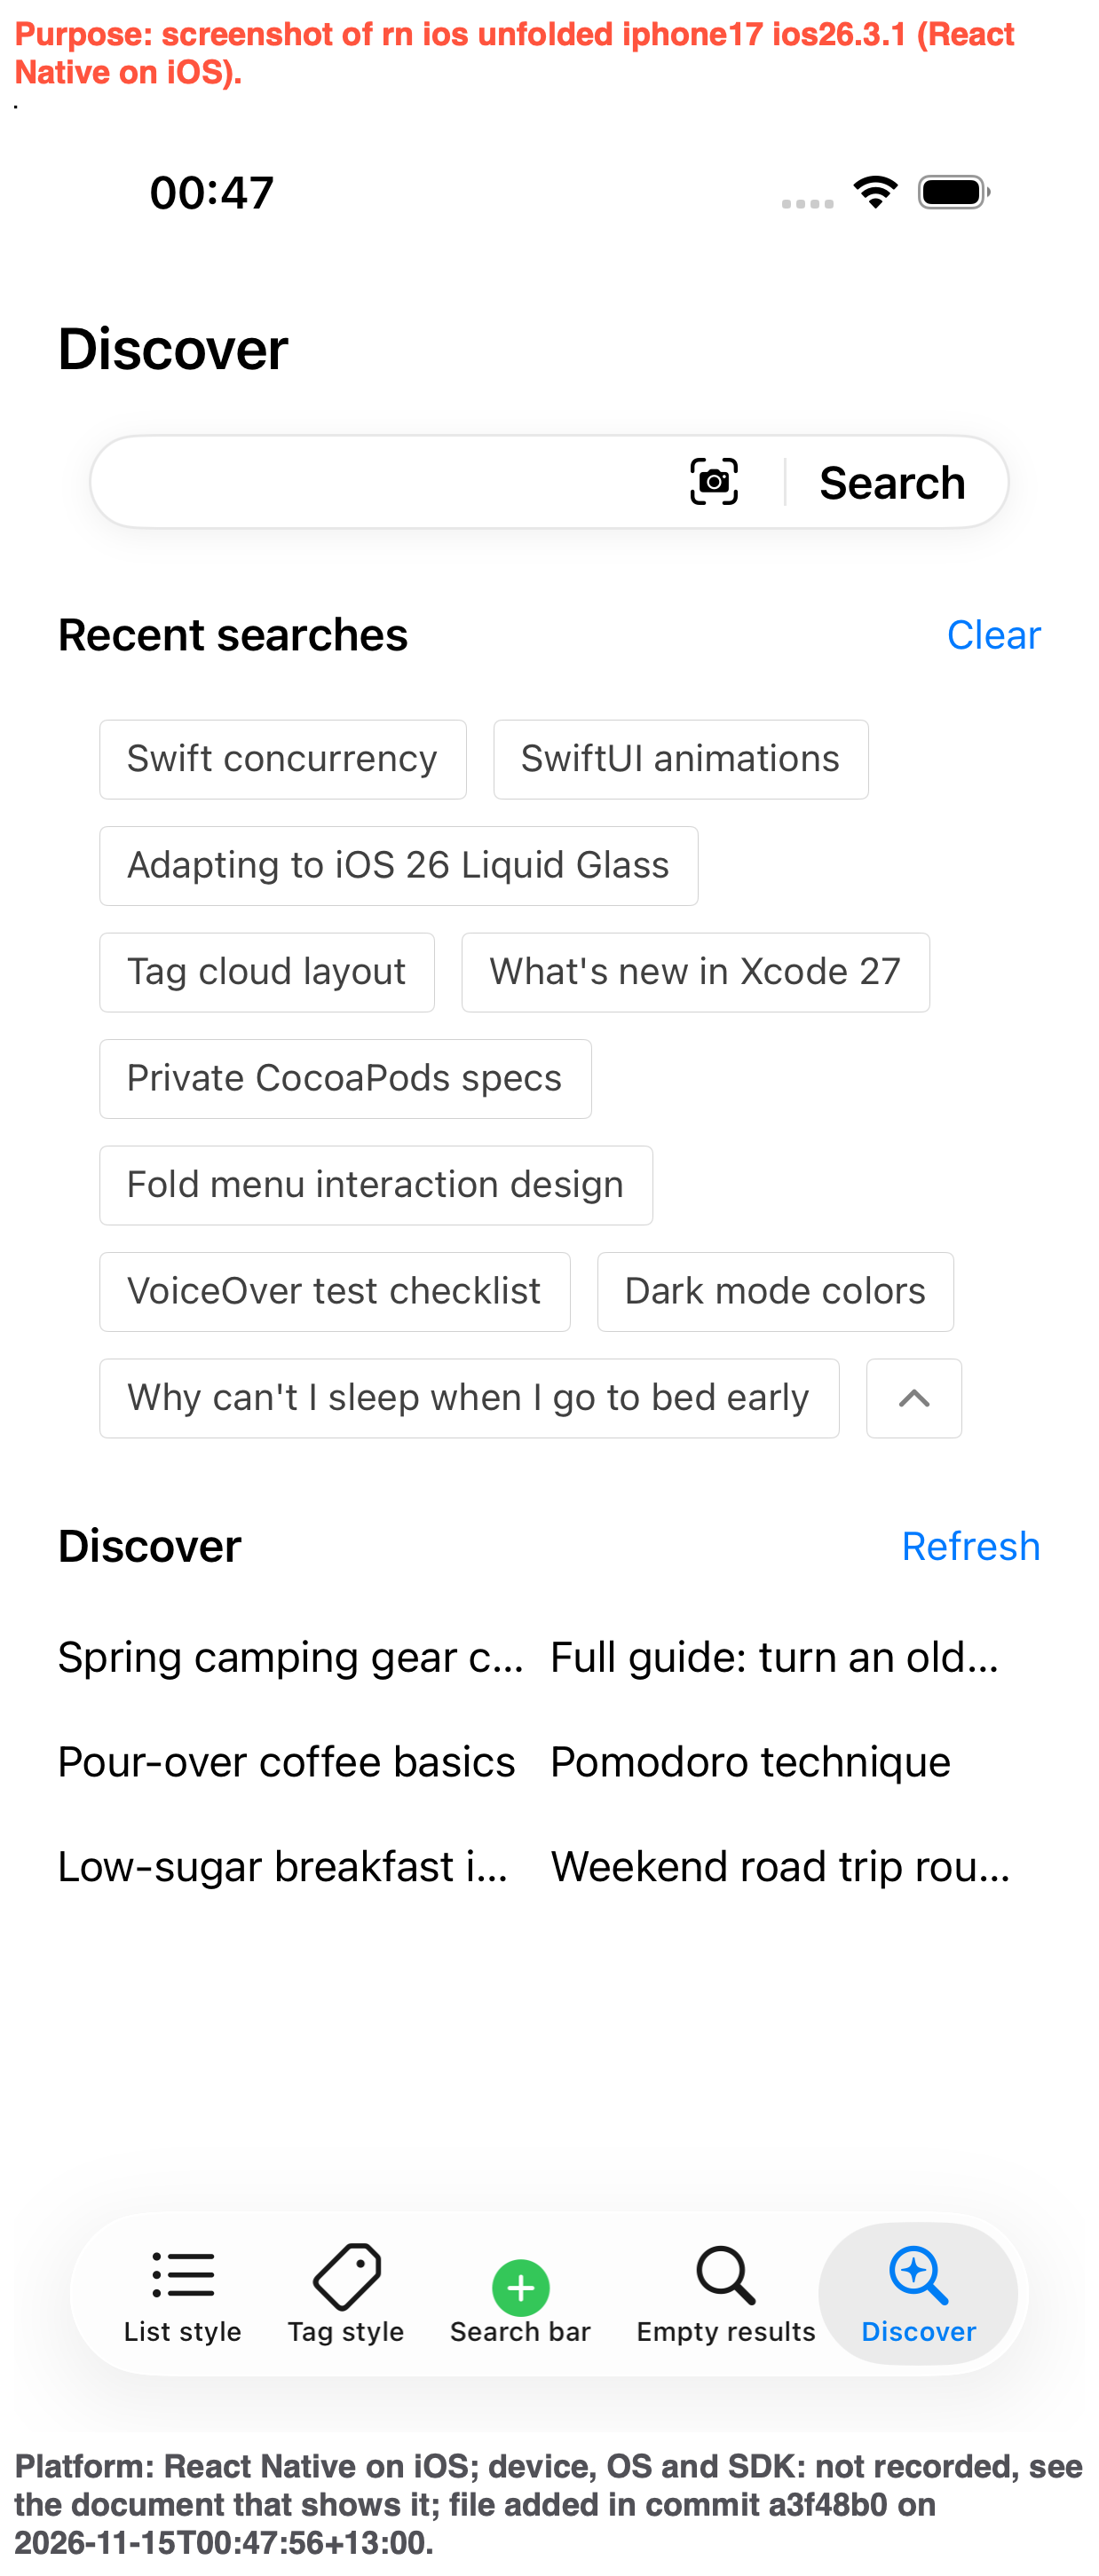 Purpose: screenshot of rn ios unfolded iphone17 ios26.3.1 (React
Native on iOS).
.
00:47
Discover
Search
Recent searches
Clear
Swift concurrency
SwiftUI animations
Adapting to iOS 26 Liquid Glass
Tag cloud layout
What's new in Xcode 27
Private CocoaPods specs
Fold menu interaction design
VoiceOver test checklist
Dark mode colors
Why can't I sleep when I go to bed early
Discover
Refresh
Spring camping gear c...
Full guide: turn an old...
Pour-over coffee basics
Pomodoro technique
Low-sugar breakfast i...
Weekend road trip rou...
List style
Tag style
Search bar
Empty results
Discover
Platform: React Native on iOS; device, OS and SDK: not recorded, see
the document that shows it; file added in commit a3f48b0 on
2026-11-15T00:47:56+13:00.